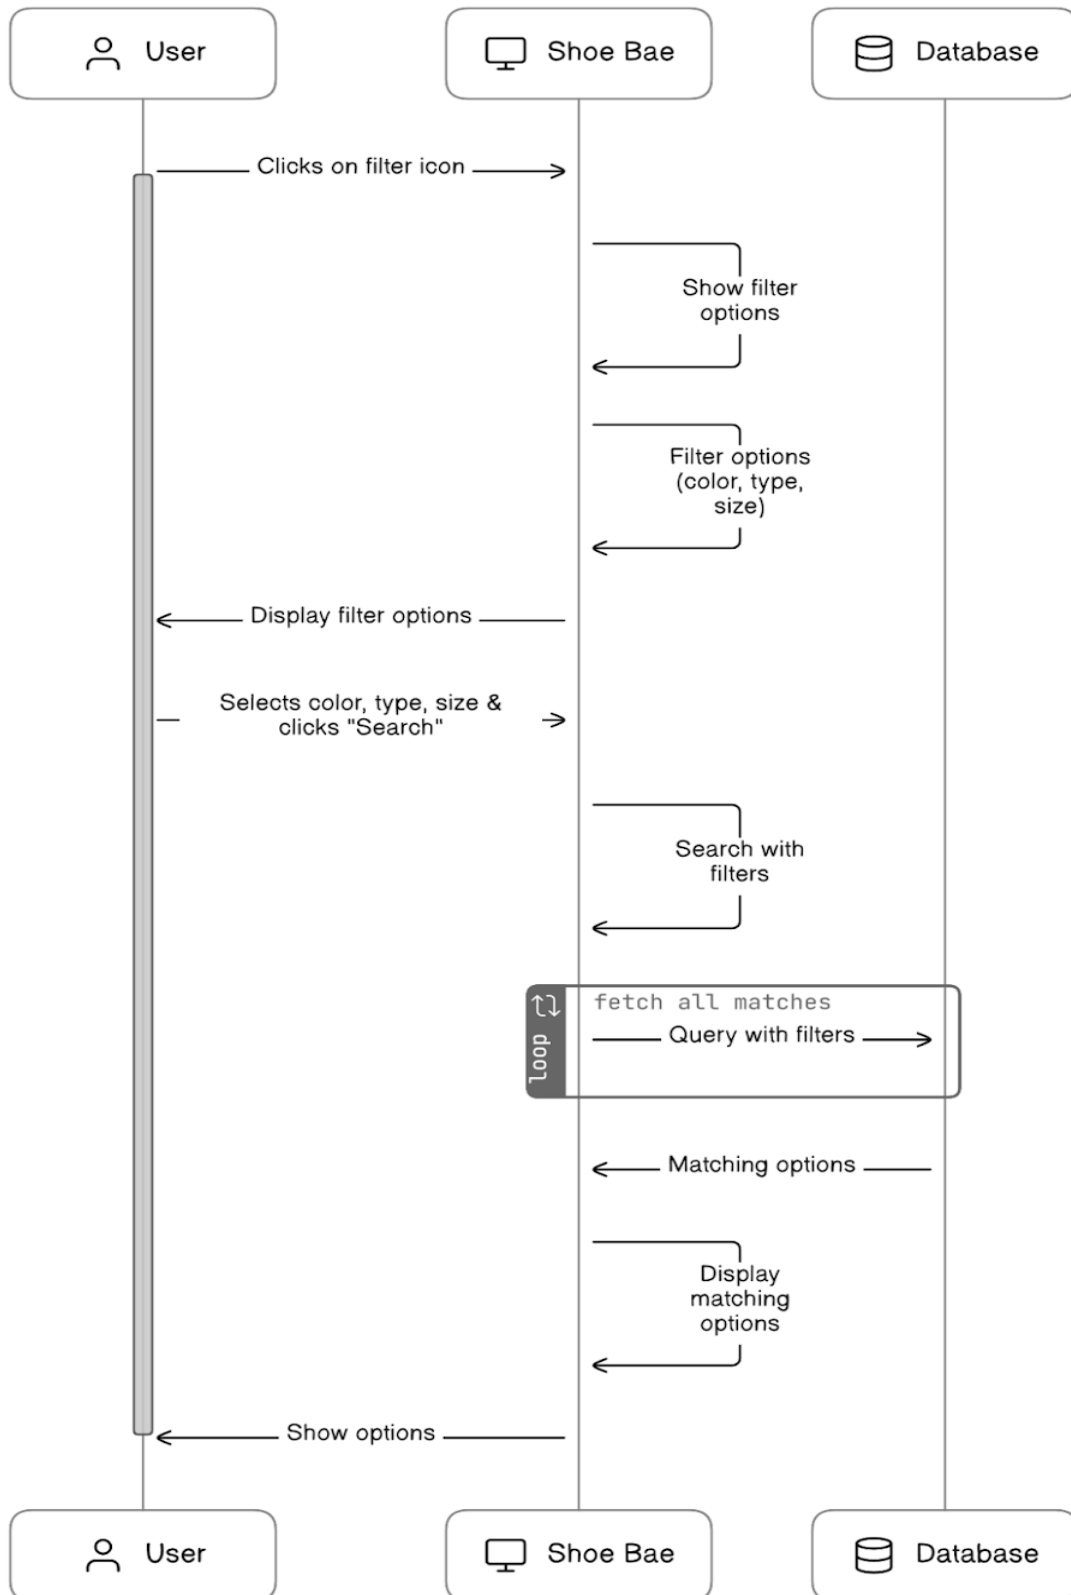 User
Shoe Bae
Database
Clicks on filter icon
Show filter
options
Filter options
(color, type,
size)
Display filter options
Selects color, type, size &
clicks "Search"
Search with
filters
loop
fetch all matches
Query with filters
Matching options
Display
matching
options
Show options
User
Shoe Bae
Database